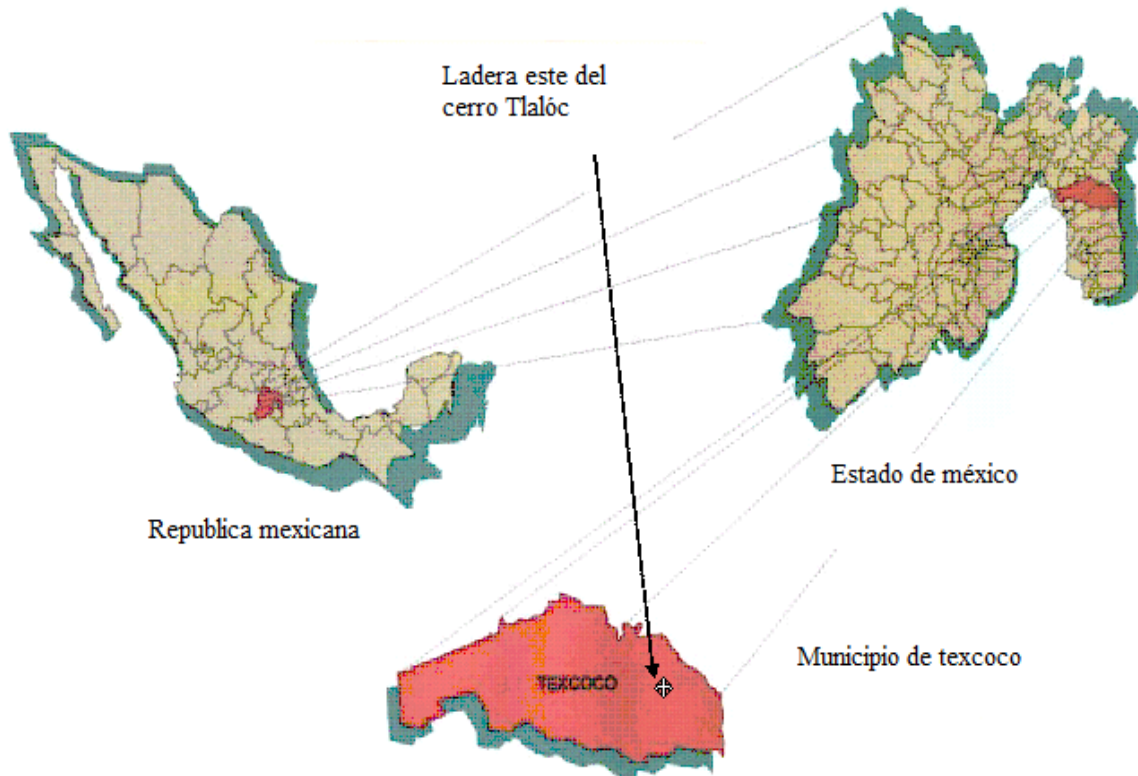 Ladera este del
cerro Tlalóc
Estado de méxico
Republica mexicana
Municipio de texcoco
TEXCOCO